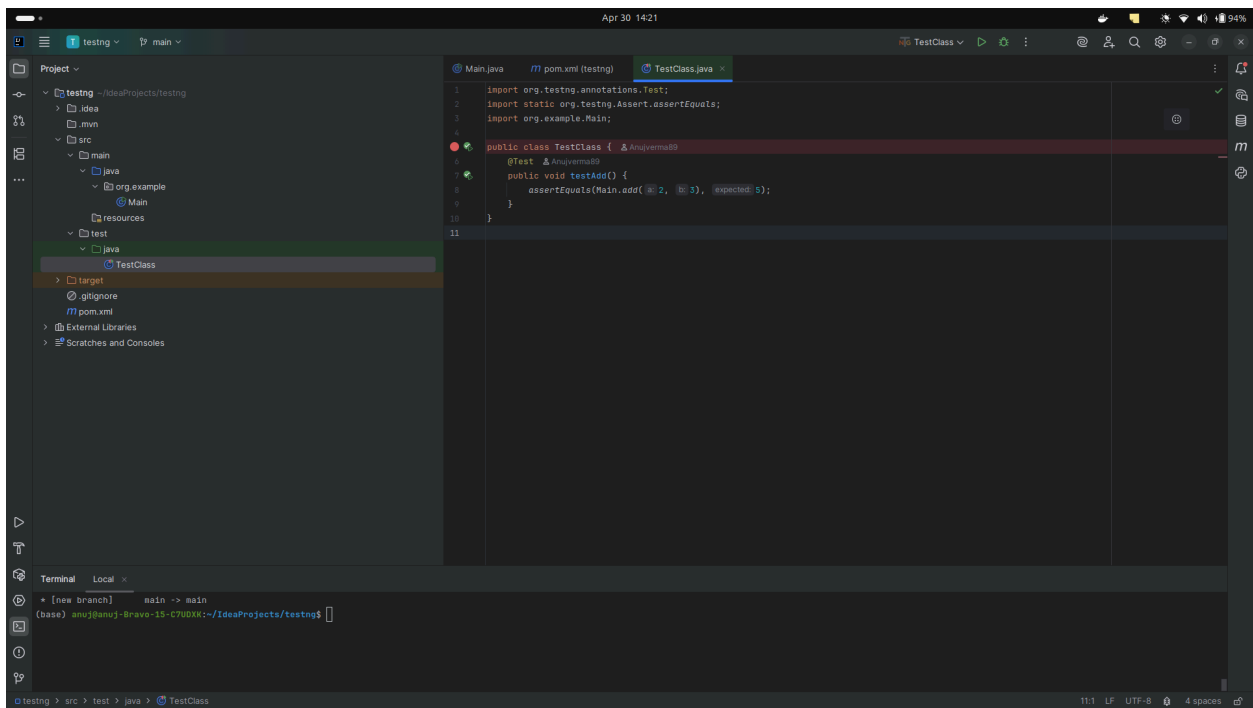 Apr 30 14:21
94%
T testng main
TestClass
Project
Main.java
m pom.xml (testng)
TestClass.java
testng ~/IdeaProjects/testng
.idea
.mvn
src
main
java
org.example
Main
resources
test
java
TestClass
target
.gitignore
m pom.xml
External Libraries
Scratches and Consoles
1 import org.testng.annotations.Test;
2 import static org.testng.Assert.assertEquals;
3 import org.example.Main;
4
public class TestClass { Anujverma89
6 @Test Anujverma89
7 public void testAdd() {
8 assertEquals(Main.add( a: 2, b: 3), expected: 5);
9 }
10 }
11
m
Terminal Local
* [new branch] main -> main
(base) anuj@anuj-Bravo-15-C7UDXK:~/IdeaProjects/testng$
testng > src > test > java > TestClass
11:1 LF UTF-8 4 spaces